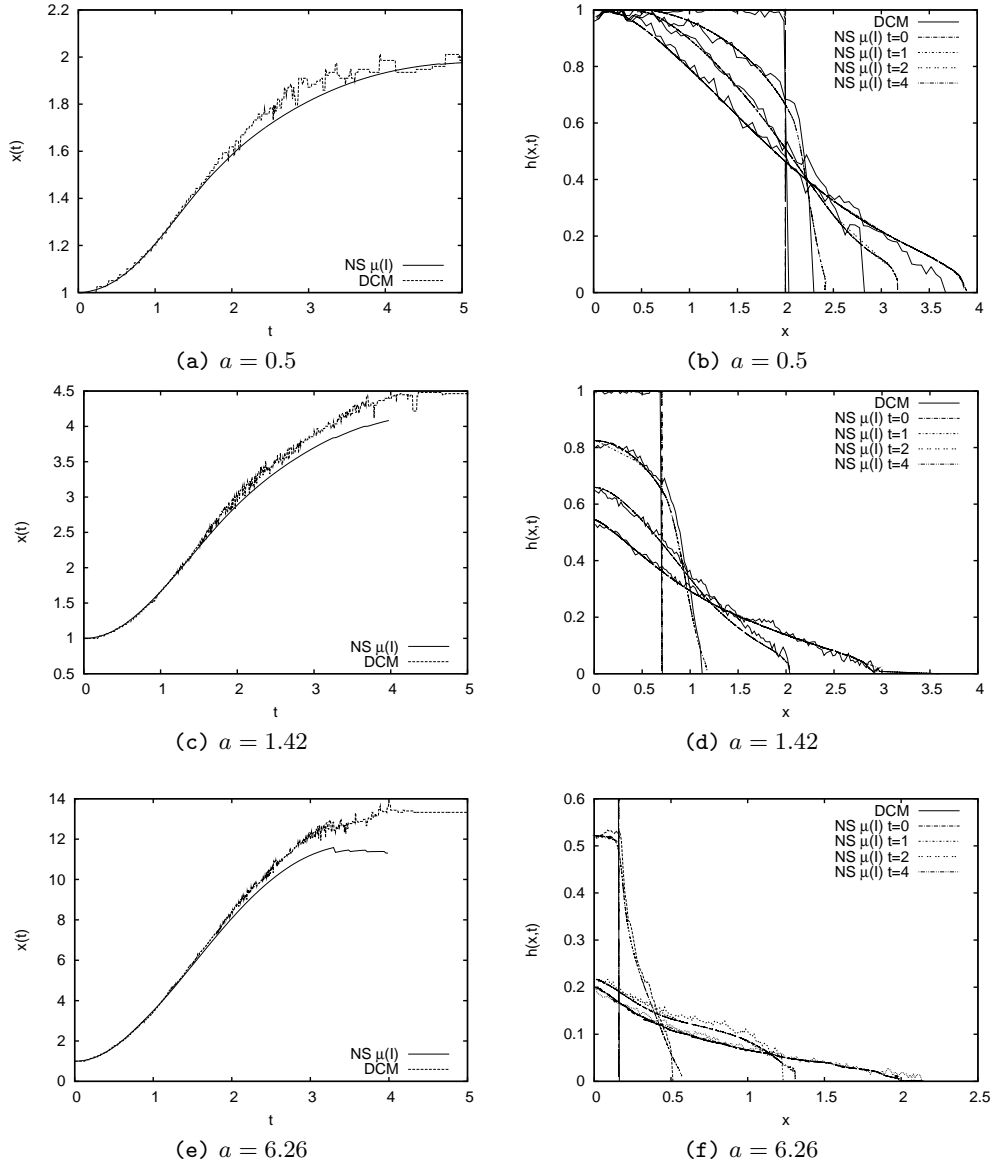 2.2
2
1.8
1.6
1.4
1.2
1
x(t)
0 1 2 3 4 5
t
NS μ(I)
DCM
(a) a = 0.5
1
0.8
0.6
0.4
0.2
0
h(x,t)
0 0.5 1 1.5 2 2.5 3 3.5 4
x
DCM
NS μ(I) t=0
NS μ(I) t=1
NS μ(I) t=2
NS μ(I) t=4
(b) a = 0.5
4.5
4
3.5
3
2.5
2
1.5
1
0.5
x(t)
0 1 2 3 4 5
t
NS μ(I)
DCM
(c) a = 1.42
1
0.8
0.6
0.4
0.2
0
h(x,t)
0 0.5 1 1.5 2 2.5 3 3.5 4
x
DCM
NS μ(I) t=0
NS μ(I) t=1
NS μ(I) t=2
NS μ(I) t=4
(d) a = 1.42
14
12
10
8
6
4
2
0
x(t)
0 1 2 3 4 5
t
NS μ(I)
DCM
(e) a = 6.26
0.6
0.5
0.4
0.3
0.2
0.1
0
h(x,t)
0 0.5 1 1.5 2 2.5
x
DCM
NS μ(I) t=0
NS μ(I) t=1
NS μ(I) t=2
NS μ(I) t=4
(f) a = 6.26